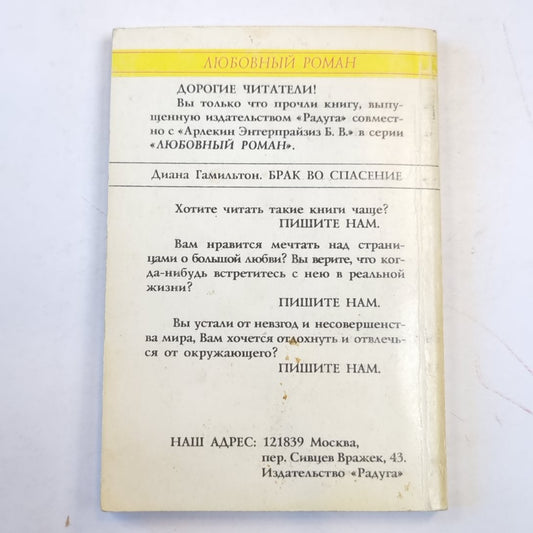 ЛЮБОВНЫЙ РОМАН
ДОРОГИЕ ЧИТАТЕЛИ!
Вы только что прочли книгу, выпу-
щенную издательством «Радуга» совмест-
но с «Арлекин Энтерпрайзиз Б. В.» в серии
«ЛЮБОВНЫЙ РОМАН».
Диана Гамильтон. БРАК ВО СПАСЕНИЕ
Хотите читать такие книги чаще?
ПИШИТЕ НАМ.
Вам нравится мечтать над страни-
цами о большой любви? Вы верите, что ког-
да-нибудь встретитесь с нею в реальной
жизни?
ПИШИТЕ НАМ.
Вы устали от невзгод и несовершенст-
ва мира, Вам хочется отдохнуть и отвлечь-
ся от окружающего?
ПИШИТЕ НАМ.
НАШ АДРЕС: 121839 Москва,
пер. Сивцев Вражек, 43.
Издательство «Радуга»